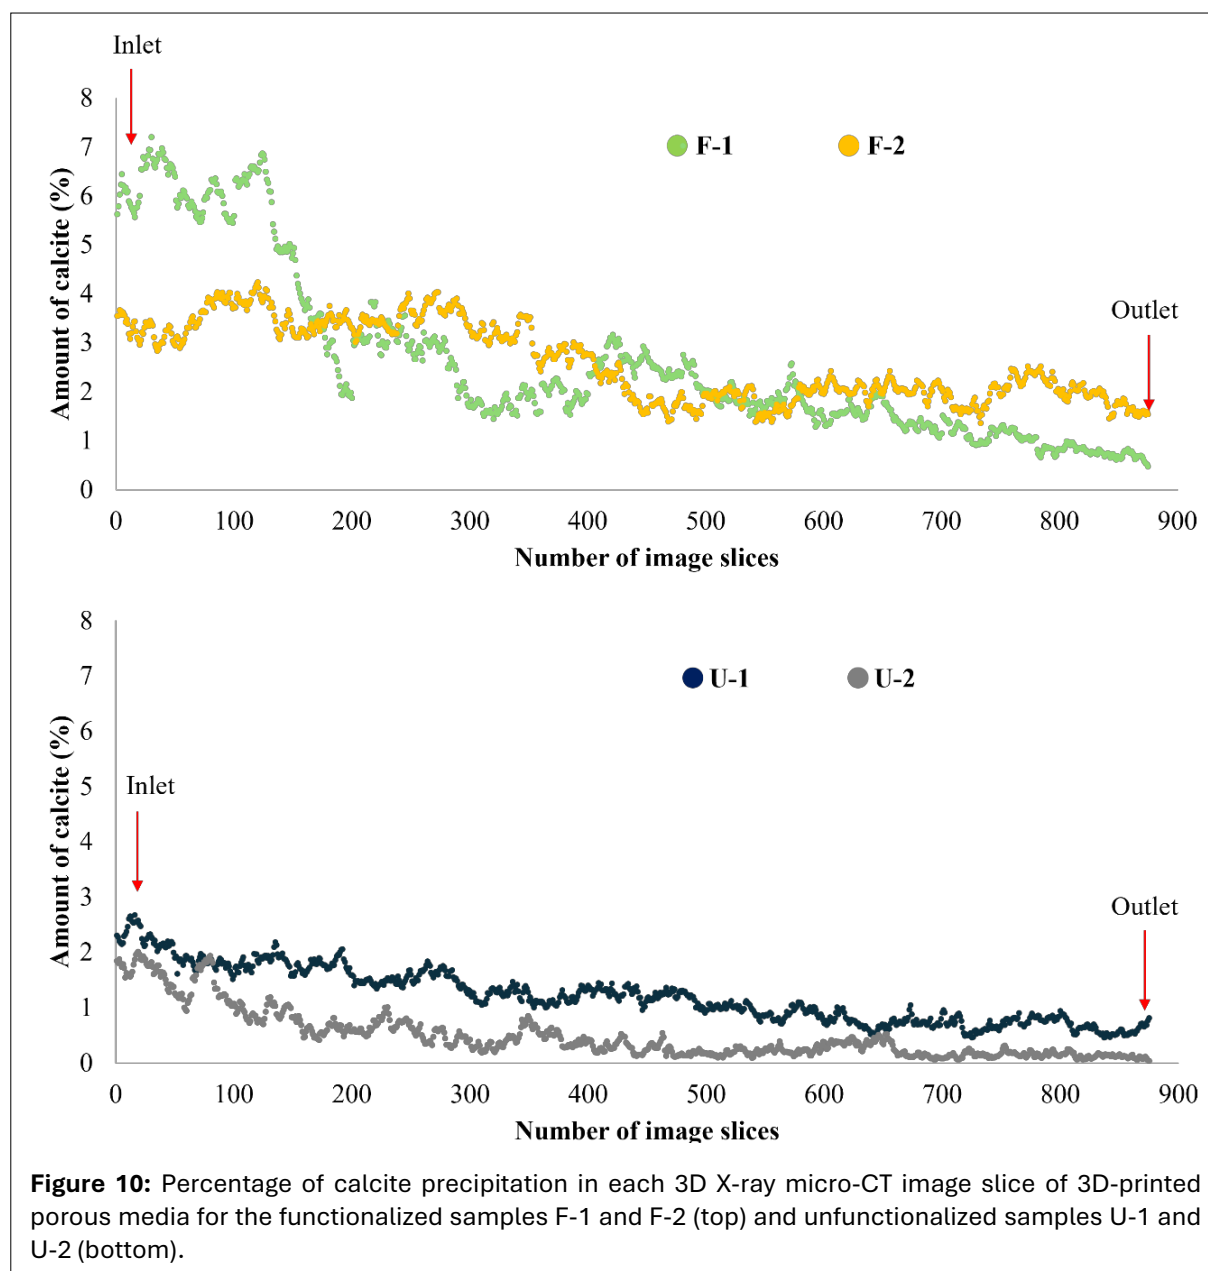 Inlet
8
7
6
5
4
3
2
1
0
Amount of calcite (%)
F-1
F-2
Outlet
0 100 200 300 400 500 600 700 800 900
Number of image slices
8
7
6
5
4
3
2
1
0
Amount of calcite (%)
U-1
U-2
Inlet
Outlet
0 100 200 300 400 500 600 700 800 900
Number of image slices
Figure 10: Percentage of calcite precipitation in each 3D X-ray micro-CT image slice of 3D-printed
porous media for the functionalized samples F-1 and F-2 (top) and unfunctionalized samples U-1 and
U-2 (bottom).